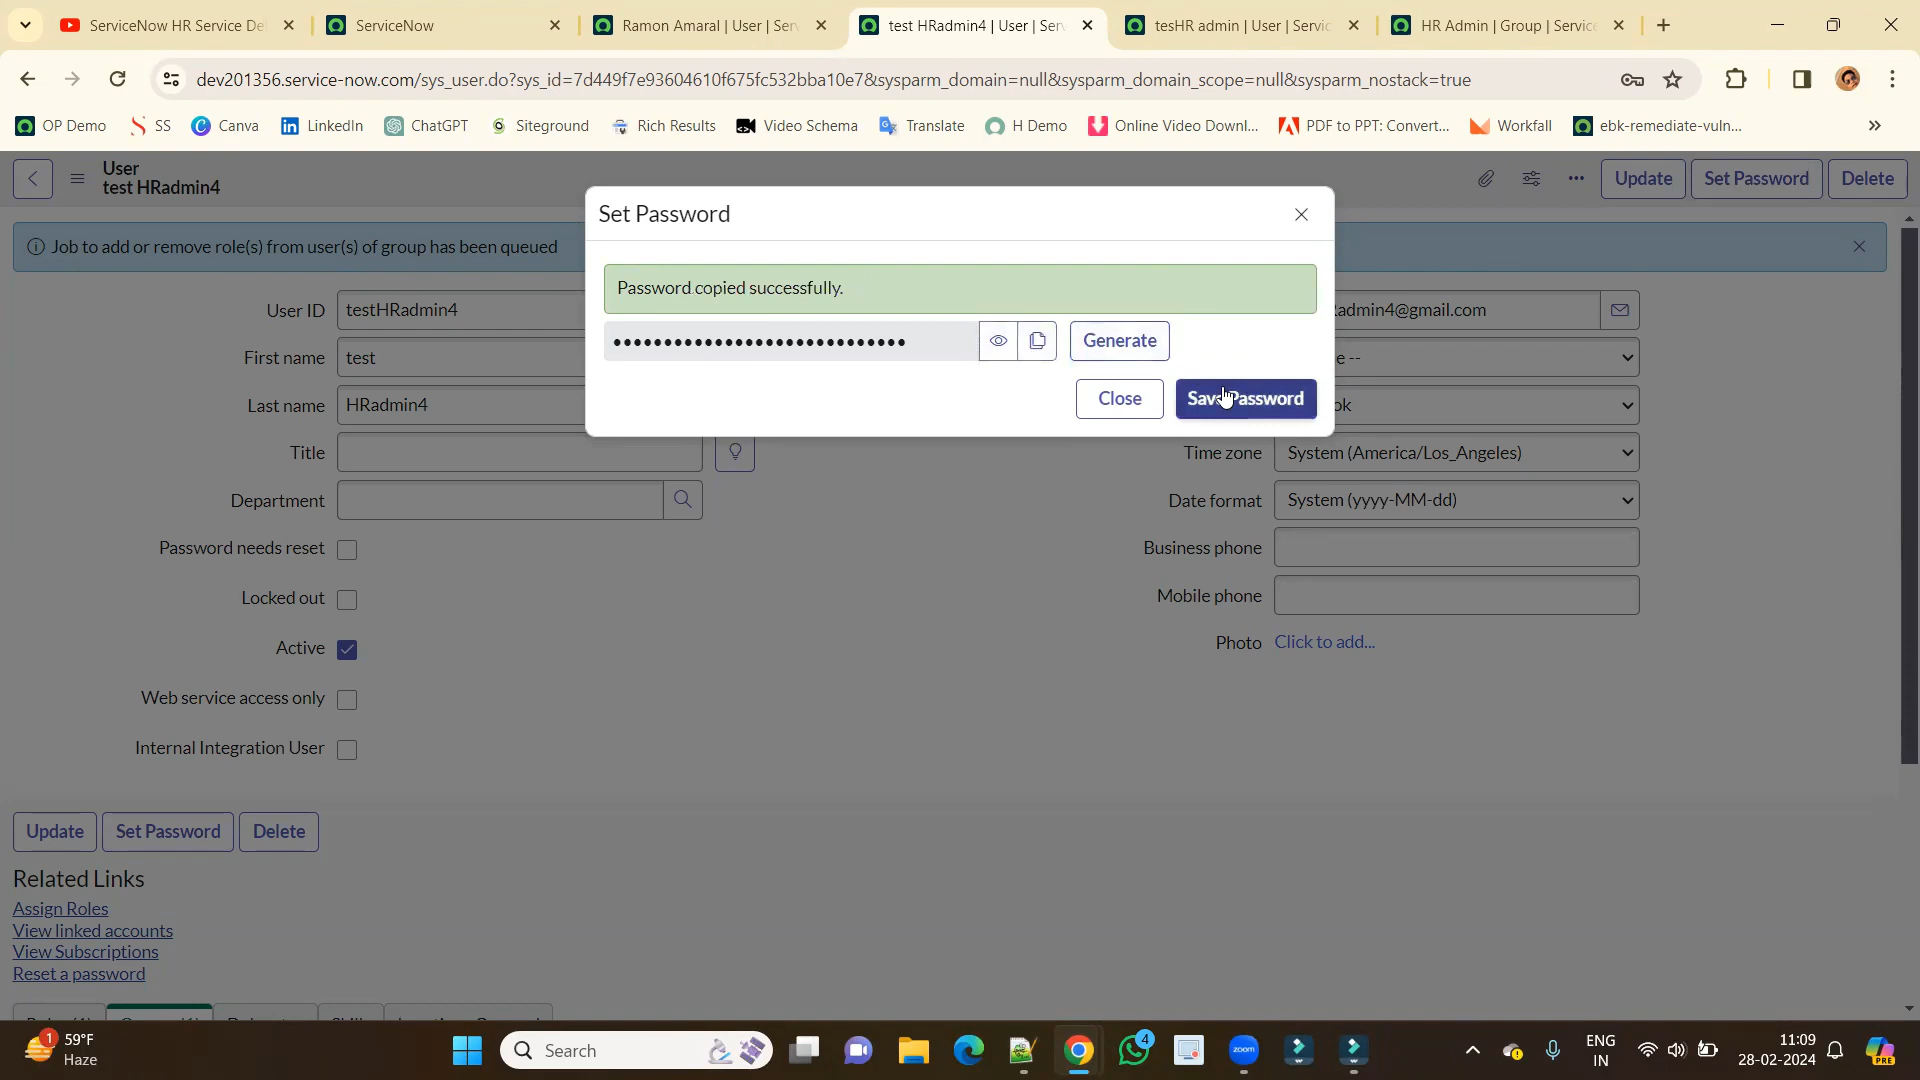 ServiceNow HR Service De
ServiceNow
Ramon Amaral | User | Ser
test HRadmin4 | User | Ser
tesHR admin | User | Servic
HR Admin | Group | Service
dev201356.service-now.com/sys_user.do?sys_id=7d449f7e93604610f675fc532bba10e7&sysparm_domain=null&sysparm_domain_scope=null&sysparm_nostack=true
OP Demo
SS
Canva
LinkedIn
ChatGPT
Siteground
Rich Results
Video Schema
Translate
H Demo
Online Video Downl...
PDF to PPT: Convert...
Workfall
ebk-remediate-vuln...
User
test HRadmin4
Update
Set Password
Delete
Job to add or remove role(s) from user(s) of group has been queued
Set Password
Password copied successfully.
Generate
Close
Save Password
User ID
testHRadmin4
First name
test
Last name
HRadmin4
Title
Department
Password needs reset
Locked out
Active
Web service access only
Internal Integration User
admin4@gmail.com
e --
ok
Time zone
System (America/Los_Angeles)
Date format
System (yyyy-MM-dd)
Business phone
Mobile phone
Photo
Click to add...
Update
Set Password
Delete
Related Links
Assign Roles
View linked accounts
View Subscriptions
Reset a password
1
59°F
Haze
Search
zoom
4
ENG
IN
11:09
28-02-2024
PRE